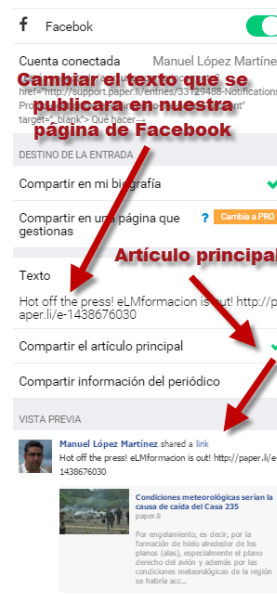 f Facebok
Cuenta conectada Manuel López Martíne
Cambiar el texto que se
publicara en nuestra
página de Facebook
href="http://support.paper.li/entries/33129488-Notifications
target="_blank"> Qué hacer→
DESTINO DE LA ENTRADA
Compartir en mi biografía
Compartir en una página que
gestionas
? Cambia a PRO
Artículo principal
Texto
Hot off the press! eLMformacion is out! http://p
aper.li/e-1438676030
Compartir el artículo principal
Compartir información del periódico
VISTA PREVIA
Manuel López Martínez shared a link
Hot off the press! eLMformacion is out! http://paper.li/e-
1438676030
Condiciones meteorológicas serían la
causa de caída del Casa 235
paper.li
Por engelamiento, es decir, por la
formación de hielo alrededor de los
planos (alas), especialmente el plano
derecho del avión y además por las
condiciones meteorológicas de la región
se habría acc...